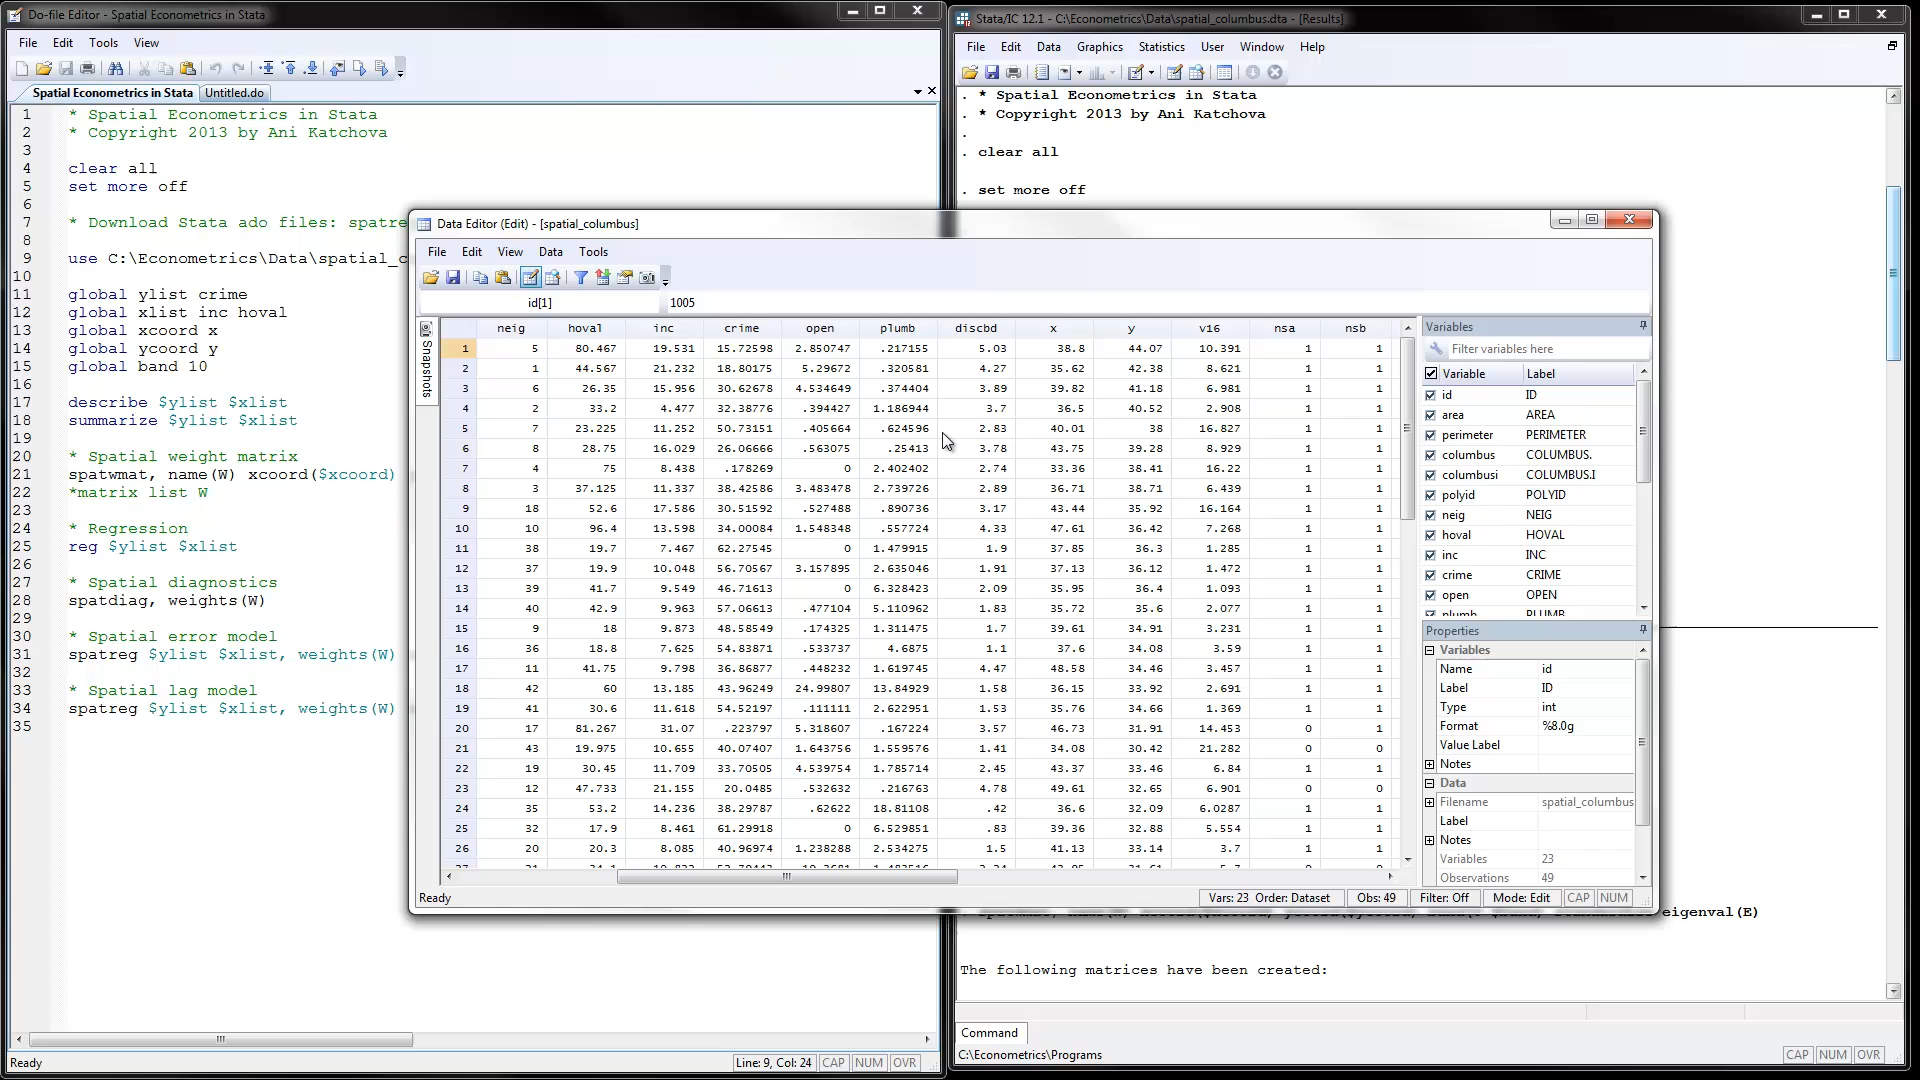 Do-file Editor - Spatial Econometrics in Stata
File Edit Tools View
Spatial Econometrics in Stata Untitled.do
1 * Spatial Econometrics in Stata
2 * Copyright 2013 by Ani Katchova
3
4 clear all
5 set more off
6
7 * Download Stata ado files: spatre
8
9 use C:\Econometrics\Data\spatial_c
10
11 global ylist crime
12 global xlist inc hoval
13 global xcoord x
14 global ycoord y
15 global band 10
16
17 describe $ylist $xlist
18 summarize $ylist $xlist
19
20 * Spatial weight matrix
21 spatwmat, name(W) xcoord($xcoord)
22 *matrix list W
23
24 * Regression
25 reg $ylist $xlist
26
27 * Spatial diagnostics
28 spatdiag, weights(W)
29
30 * Spatial error model
31 spatreg $ylist $xlist, weights(W)
32
33 * Spatial lag model
34 spatreg $ylist $xlist, weights(W)
35
Ready Line: 9, Col: 24 CAP NUM OVR
Stata/IC 12.1 - C:\Econometrics\Data\spatial_columbus.dta - [Results]
File Edit Data Graphics Statistics User Window Help
. * Spatial Econometrics in Stata
. * Copyright 2013 by Ani Katchova
.
. clear all
. set more off
Data Editor (Edit) - [spatial_columbus]
File Edit View Data Tools
id[1] 1005
Snapshots
neig hoval inc crime open plumb discbd x y v16 nsa nsb
1 5 80.467 19.531 15.72598 2.850747 .217155 5.03 38.8 44.07 10.391 1 1
2 1 44.567 21.232 18.80175 5.29672 .320581 4.27 35.62 42.38 8.621 1 1
3 6 26.35 15.956 30.62678 4.534649 .374404 3.89 39.82 41.18 6.981 1 1
4 2 33.2 4.477 32.38776 .394427 1.186944 3.7 36.5 40.52 2.908 1 1
5 7 23.225 11.252 50.73151 .405664 .624596 2.83 40.01 38 16.827 1 1
6 8 28.75 16.029 26.06666 .563075 .25413 3.78 43.75 39.28 8.929 1 1
7 4 75 8.438 .178269 0 2.402402 2.74 33.36 38.41 16.22 1 1
8 3 37.125 11.337 38.42586 3.483478 2.739726 2.89 36.71 38.71 6.439 1 1
9 18 52.6 17.586 30.51592 .527488 .890736 3.17 43.44 35.92 16.164 1 1
10 10 96.4 13.598 34.00084 1.548348 .557724 4.33 47.61 36.42 7.268 1 1
11 38 19.7 7.467 62.27545 0 1.479915 1.9 37.85 36.3 1.285 1 1
12 37 19.9 10.048 56.70567 3.157895 2.635046 1.91 37.13 36.12 1.472 1 1
13 39 41.7 9.549 46.71613 0 6.328423 2.09 35.95 36.4 1.093 1 1
14 40 42.9 9.963 57.06613 .477104 5.110962 1.83 35.72 35.6 2.077 1 1
15 9 18 9.873 48.58549 .174325 1.311475 1.7 39.61 34.91 3.231 1 1
16 36 18.8 7.625 54.83871 .533737 4.6875 1.1 37.6 34.08 3.59 1 1
17 11 41.75 9.798 36.86877 .448232 1.619745 4.47 48.58 34.46 3.457 1 1
18 42 60 13.185 43.96249 24.99807 13.84929 1.58 36.15 33.92 2.691 1 1
19 41 30.6 11.618 54.52197 .111111 2.622951 1.53 35.76 34.66 1.369 1 1
20 17 81.267 31.07 .223797 5.318607 .167224 3.57 46.73 31.91 14.453 0 1
21 43 19.975 10.655 40.07407 1.643756 1.559576 1.41 34.08 30.42 21.282 0 0
22 19 30.45 11.709 33.70505 4.539754 1.785714 2.45 43.37 33.46 6.84 1 1
23 12 47.733 21.155 20.0485 .532632 .216763 4.78 49.61 32.65 6.901 0 0
24 35 53.2 14.236 38.29787 .62622 18.81108 .42 36.6 32.09 6.0287 1 1
25 32 17.9 8.461 61.29918 0 6.529851 .83 39.36 32.88 5.554 1 1
26 20 20.3 8.085 40.96974 1.238288 2.534275 1.5 41.13 33.14 3.7 1 1
Ready Vars: 23 Order: Dataset Obs: 49 Filter: Off Mode: Edit CAP NUM
Variables
Filter variables here
Variable Label
id ID
area AREA
perimeter PERIMETER
columbus COLUMBUS.
columbusi COLUMBUS.I
polyid POLYID
neig NEIG
hoval HOVAL
inc INC
crime CRIME
open OPEN
plumb PLUMB
Properties
Variables
Name id
Label ID
Type int
Format %8.0g
Value Label
Notes
Data
Filename spatial_columbus
Label
Notes
Variables 23
Observations 49
eigenval(E)
The following matrices have been created:
Command
C:\Econometrics\Programs CAP NUM OVR